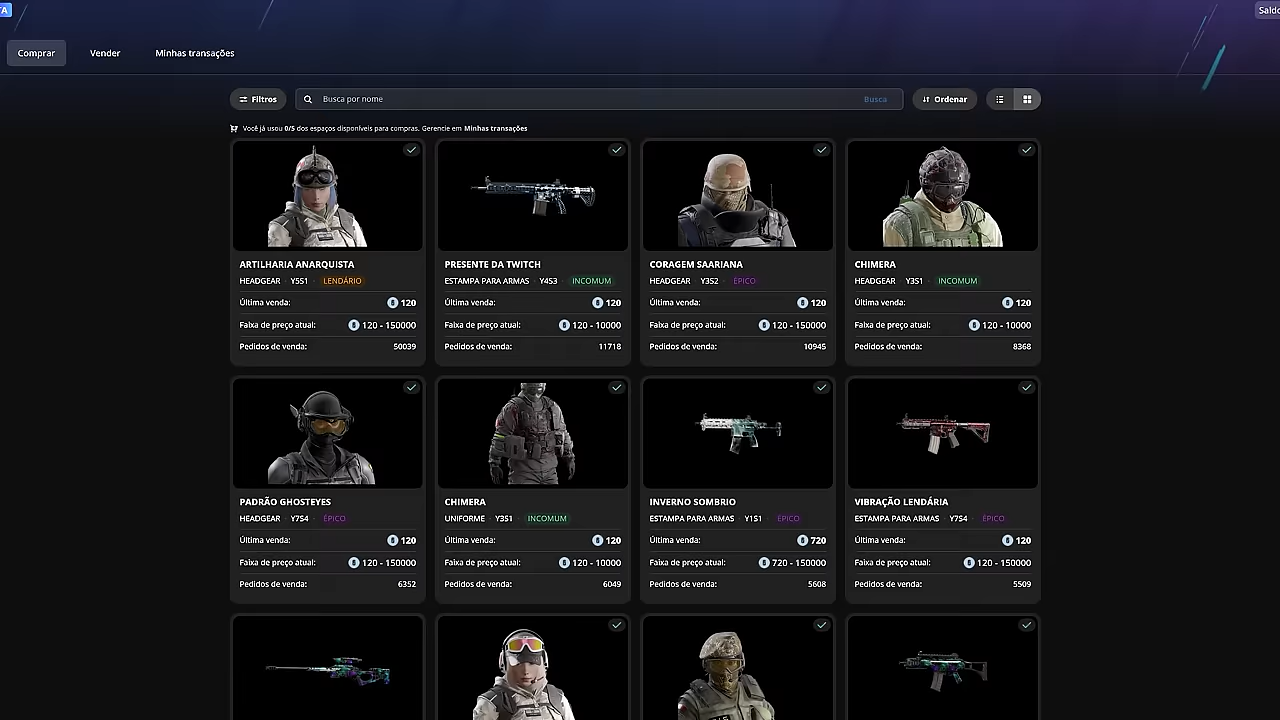 TA
Saldo
Comprar
Vender
Minhas transações
Filtros
Busca por nome
Busca
Ordenar
Você já usou 0/5 dos espaços disponíveis para compras. Gerencie em Minhas transações
ARTILHARIA ANARQUISTA
HEADGEAR Y5S1 · LENDÁRIO
Última venda: 120
Faixa de preço atual: 120 - 150000
Pedidos de venda: 50039
PRESENTE DA TWITCH
ESTAMPA PARA ARMAS Y4S3 · INCOMUM
Última venda: 120
Faixa de preço atual: 120 - 10000
Pedidos de venda: 11718
CORAGEM SAARIANA
HEADGEAR Y3S2 · ÉPICO
Última venda: 120
Faixa de preço atual: 120 - 150000
Pedidos de venda: 10945
CHIMERA
HEADGEAR Y3S1 · INCOMUM
Última venda: 120
Faixa de preço atual: 120 - 10000
Pedidos de venda: 8368
PADRÃO GHOSTEYES
HEADGEAR Y7S4 · ÉPICO
Última venda: 120
Faixa de preço atual: 120 - 150000
Pedidos de venda: 6352
CHIMERA
UNIFORME Y3S1 · INCOMUM
Última venda: 120
Faixa de preço atual: 120 - 10000
Pedidos de venda: 6049
INVERNO SOMBRIO
ESTAMPA PARA ARMAS Y1S1 · ÉPICO
Última venda: 720
Faixa de preço atual: 720 - 150000
Pedidos de venda: 5608
VIBRAÇÃO LENDÁRIA
ESTAMPA PARA ARMAS Y7S4 · ÉPICO
Última venda: 120
Faixa de preço atual: 120 - 150000
Pedidos de venda: 5509